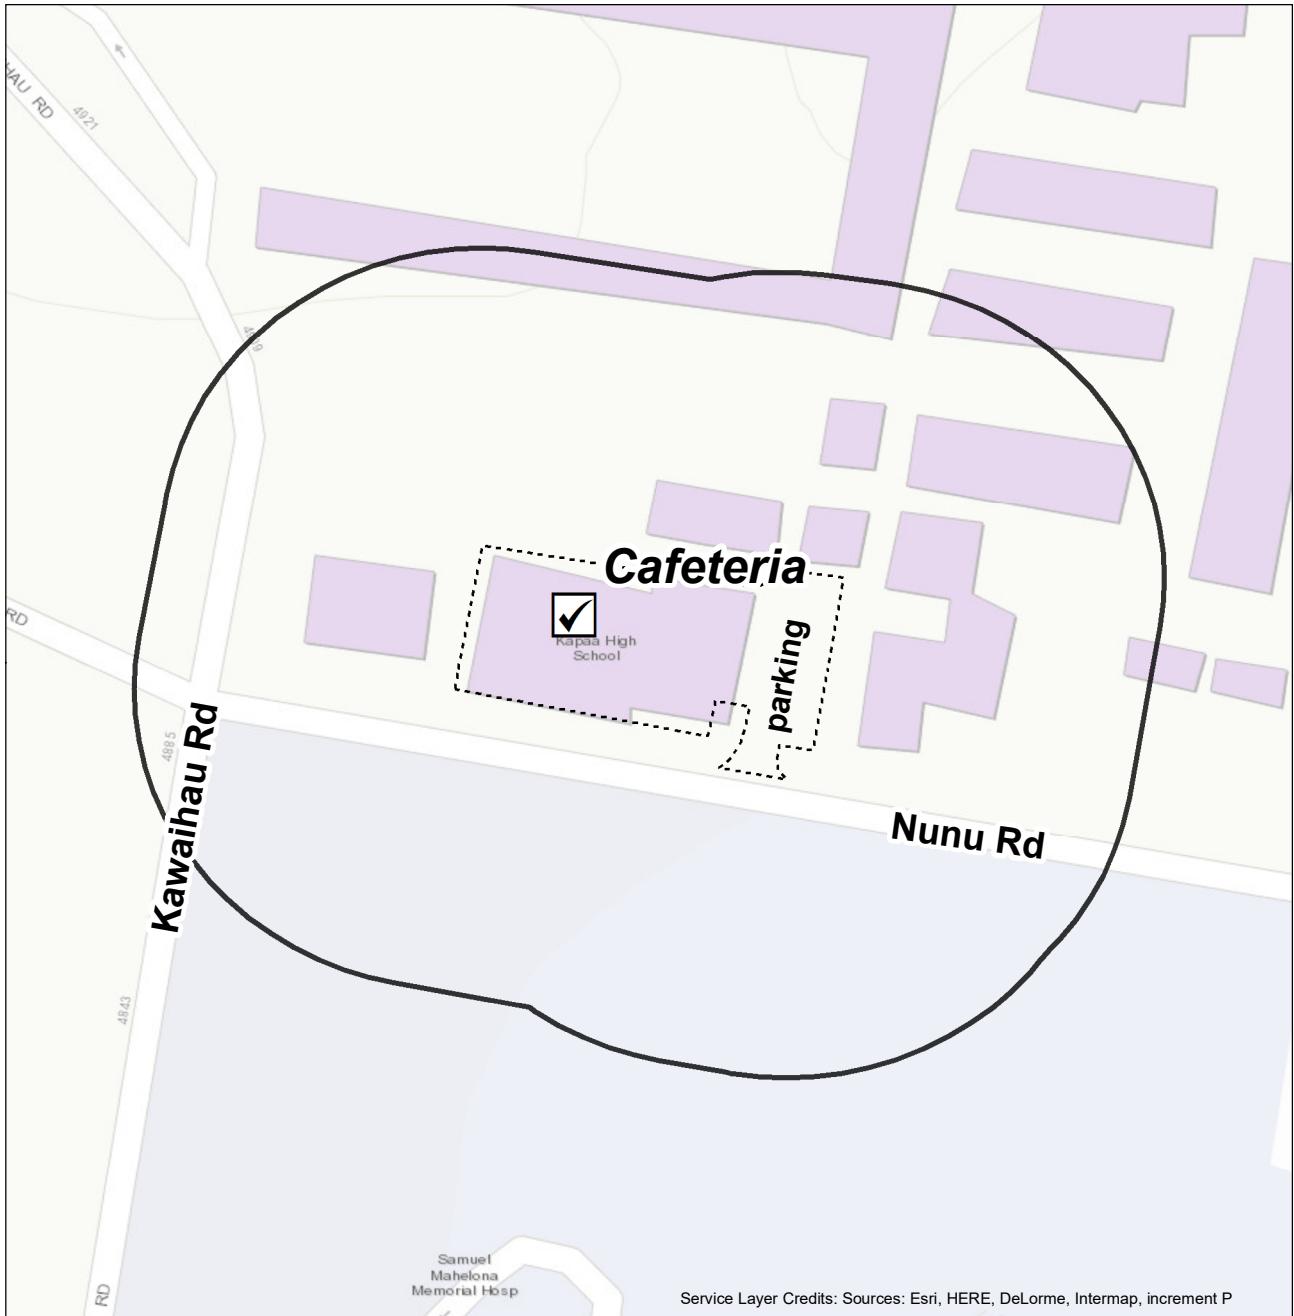 HAU RD
4921
4919
RD
Cafeteria
Kapaa High
School
parking
Kawaihau Rd
4885
Nunu Rd
4843
Samuel
Mahelona
Memorial Hosp
RD
Service Layer Credits: Sources: Esri, HERE, DeLorme, Intermap, increment P